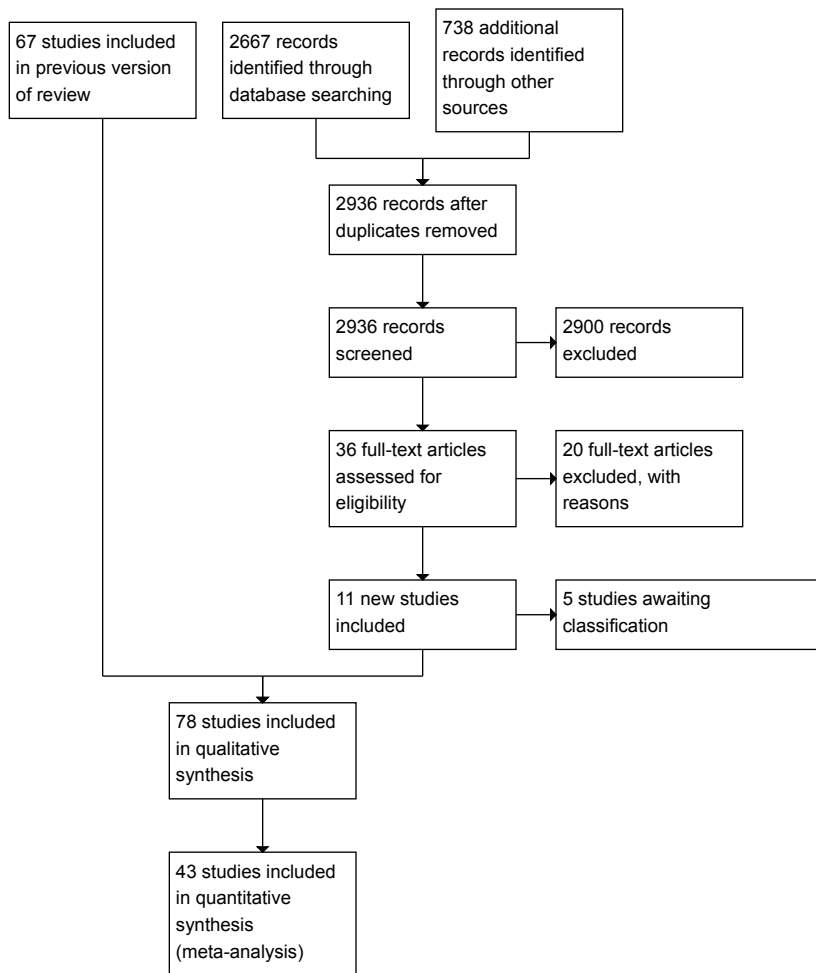 67 studies included
in previous version
of review
2667 records
identified through
database searching
738 additional
records identified
through other
sources
2936 records after
duplicates removed
2936 records
screened
2900 records
excluded
36 full-text articles
assessed for
eligibility
20 full-text articles
excluded, with
reasons
11 new studies
included
5 studies awaiting
classification
78 studies included
in qualitative
synthesis
43 studies included
in quantitative
synthesis
(meta-analysis)